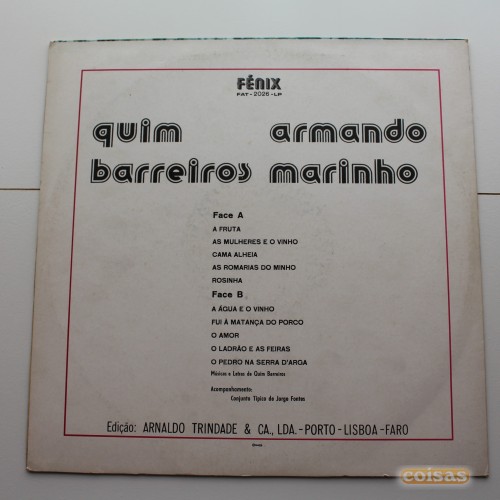 FÉNIX
FAT-2026-LP
quim armando
barreiros marinho
Face A
A FRUTA
AS MULHERES E O VINHO
CAMA ALHEIA
AS ROMARIAS DO MINHO
ROSINHA
Face B
A ÁGUA E O VINHO
FUI À MATANÇA DO PORCO
O AMOR
O LADRÃO E AS FEIRAS
O PEDRO NA SERRA D'AROA
Músicas e Letras de Quim Barreiros
Acompanhamento:
Conjunto Típico de Jorge Fontes
Edição: ARNALDO TRINDADE & CA., LDA.-PORTO-LISBOA-FARO
coisas